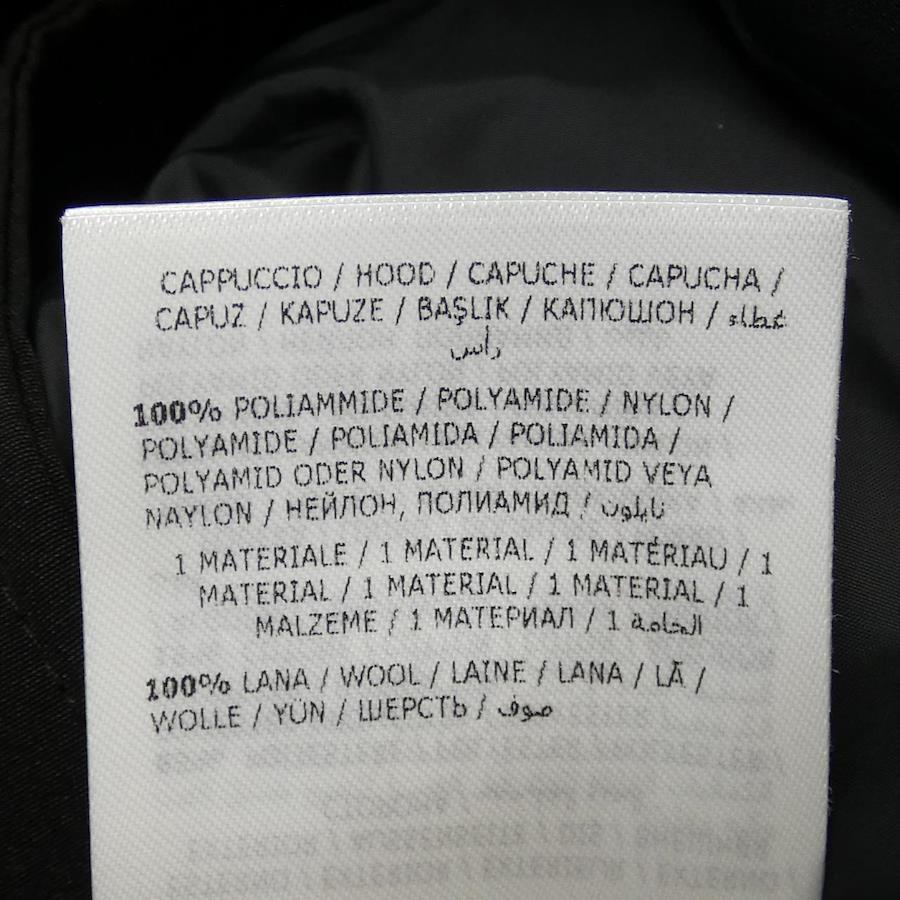 CAPPUCCIO / HOOD / CAPUCHE / CAPUCHA /
CAPUZ / KAPUZE / BAŞLIK / КАПЮШОН / غطاء
رأس
100% POLIAMMIDE / POLYAMIDE / NYLON /
POLYAMIDE / POLIAMIDA / POLIAMIDA /
POLYAMID ODER NYLON / POLYAMID VEYA
NAYLON / НЕЙЛОН, ПОЛИАМИД / نايلون
1 MATERIALE / 1 MATERIAL / 1 MATÉRIAU / 1
MATERIAL / 1 MATERIAL / 1 MATERIAL / 1
MALZEME / 1 МАТЕРИАЛ / 1 الخامة
100% LANA / WOOL / LAINE / LANA / LÃ /
WOLLE / YÜN / ШЕРСТЬ / صوف